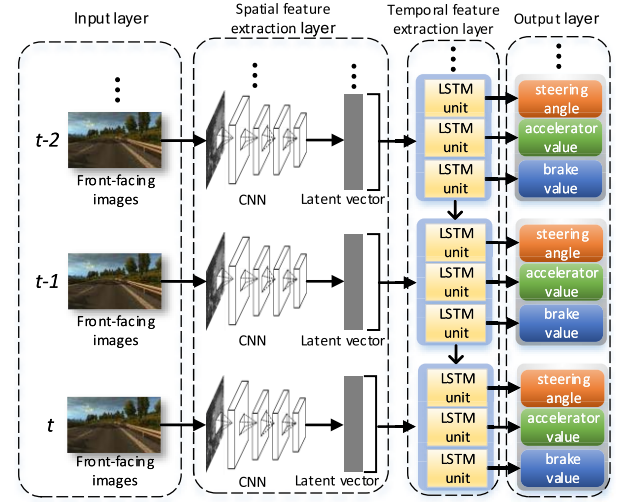 Input layer
Spatial feature
extraction layer
Temporal feature
extraction layer
Output layer
t-2
Front-facing
images
CNN
Latent vector
LSTM
unit
LSTM
unit
LSTM
unit
steering
angle
accelerator
value
brake
value
t-1
Front-facing
images
CNN
Latent vector
LSTM
unit
LSTM
unit
LSTM
unit
steering
angle
accelerator
value
brake
value
t
Front-facing
images
CNN
Latent vector
LSTM
unit
LSTM
unit
LSTM
unit
steering
angle
accelerator
value
brake
value